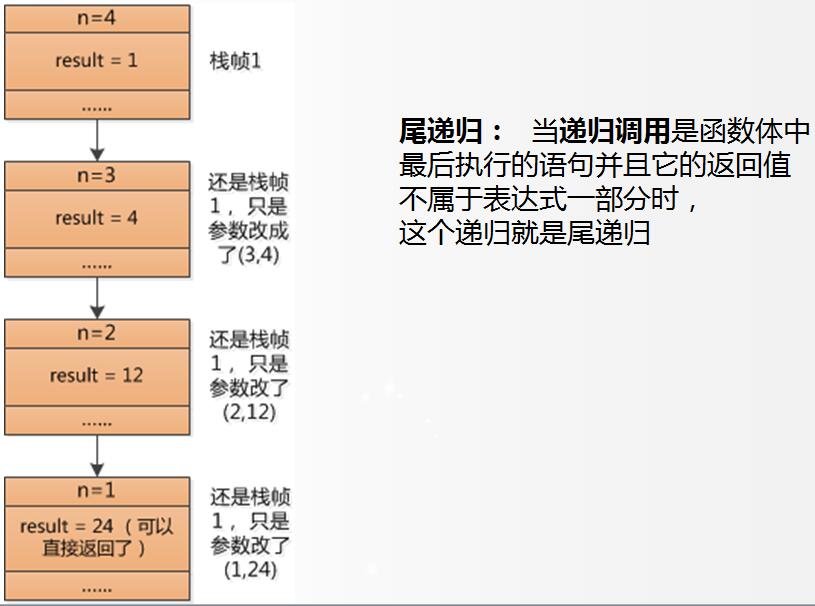 n=4
result = 1
......
栈帧1
n=3
result = 4
......
还是栈帧
1，只是
参数改成
了(3,4)
n=2
result = 12
......
还是栈帧
1，只是
参数改了
(2,12)
n=1
result = 24（可以
直接返回了）
......
还是栈帧
1，只是
参数改了
(1,24)
尾递归： 当递归调用是函数体中
最后执行的语句并且它的返回值
不属于表达式一部分时，
这个递归就是尾递归